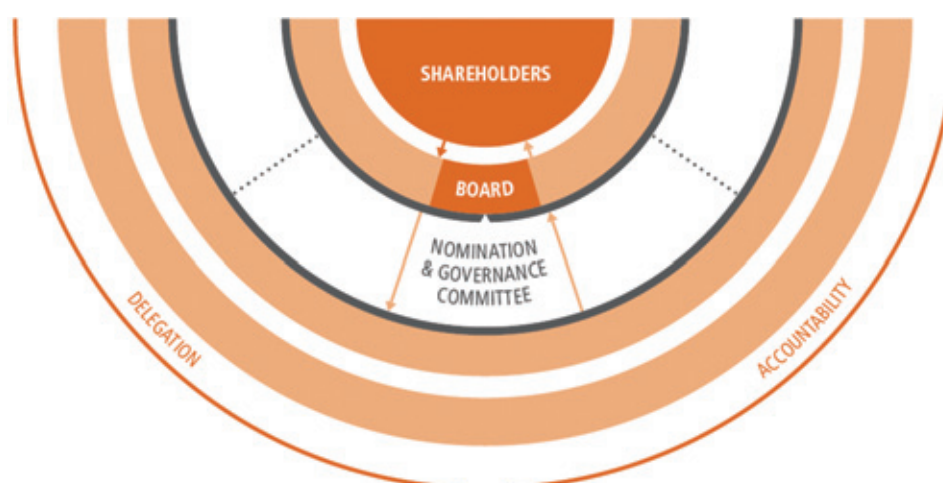 SHAREHOLDERS
BOARD
NOMINATION
& GOVERNANCE
COMMITTEE
DELEGATION
ACCOUNTABILITY